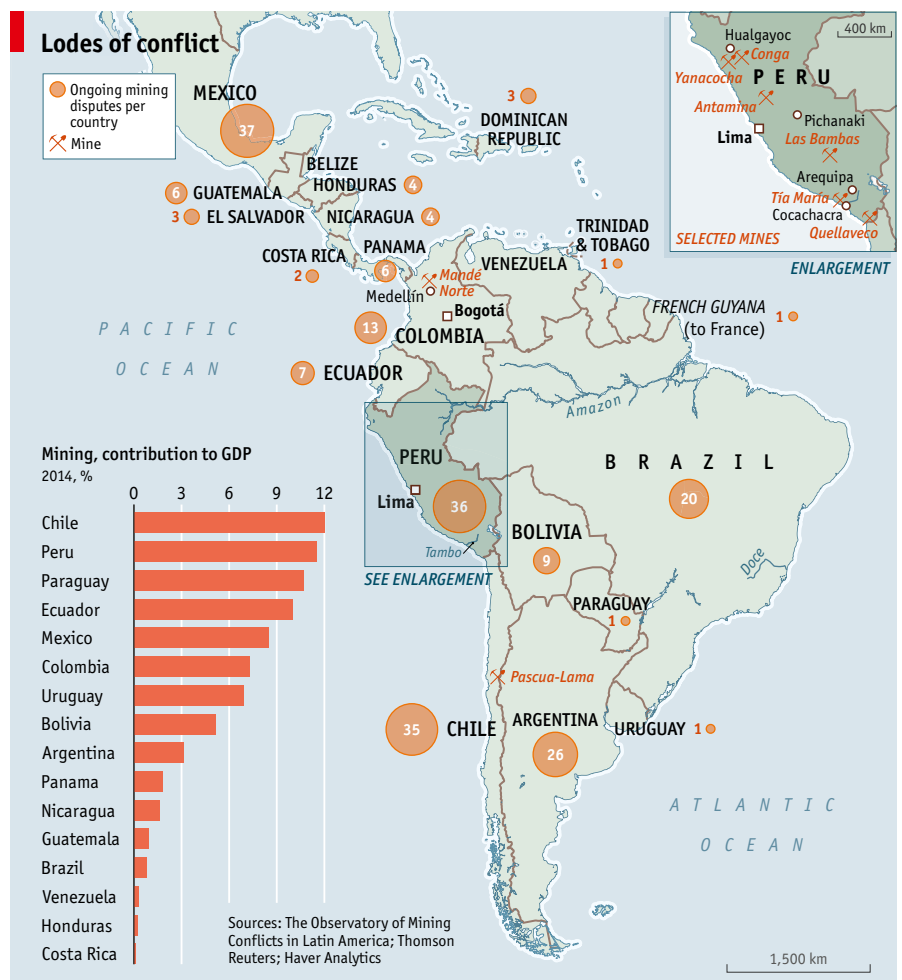 Lodes of conflict
Ongoing mining
disputes per
country
Mine
MEXICO
37
3
DOMINICAN
REPUBLIC
BELIZE
HONDURAS
4
6
GUATEMALA
3
EL SALVADOR
NICARAGUA
4
COSTA RICA
2
PANAMA
6
TRINIDAD
& TOBAGO
1
VENEZUELA
Mandé
Norte
Medellín
Bogotá
13
COLOMBIA
FRENCH GUYANA
(to France)
1
7
ECUADOR
PACIFIC
OCEAN
Amazon
PERU
Lima
36
Tambo
SEE ENLARGEMENT
BRAZIL
20
BOLIVIA
9
Doce
PARAGUAY
1
Pascua-Lama
35
CHILE
ARGENTINA
26
URUGUAY
1
ATLANTIC
OCEAN
1,500 km
400 km
Hualgayoc
Conga
Yanacocha
PERU
Antamina
Pichanaki
Lima
Las Bambas
Arequipa
Tía María
Cocachacra
Quellaveco
SELECTED MINES
ENLARGEMENT
Mining, contribution to GDP
2014, %
0 3 6 9 12
Chile
Peru
Paraguay
Ecuador
Mexico
Colombia
Uruguay
Bolivia
Argentina
Panama
Nicaragua
Guatemala
Brazil
Venezuela
Honduras
Costa Rica
Sources: The Observatory of Mining
Conflicts in Latin America; Thomson
Reuters; Haver Analytics